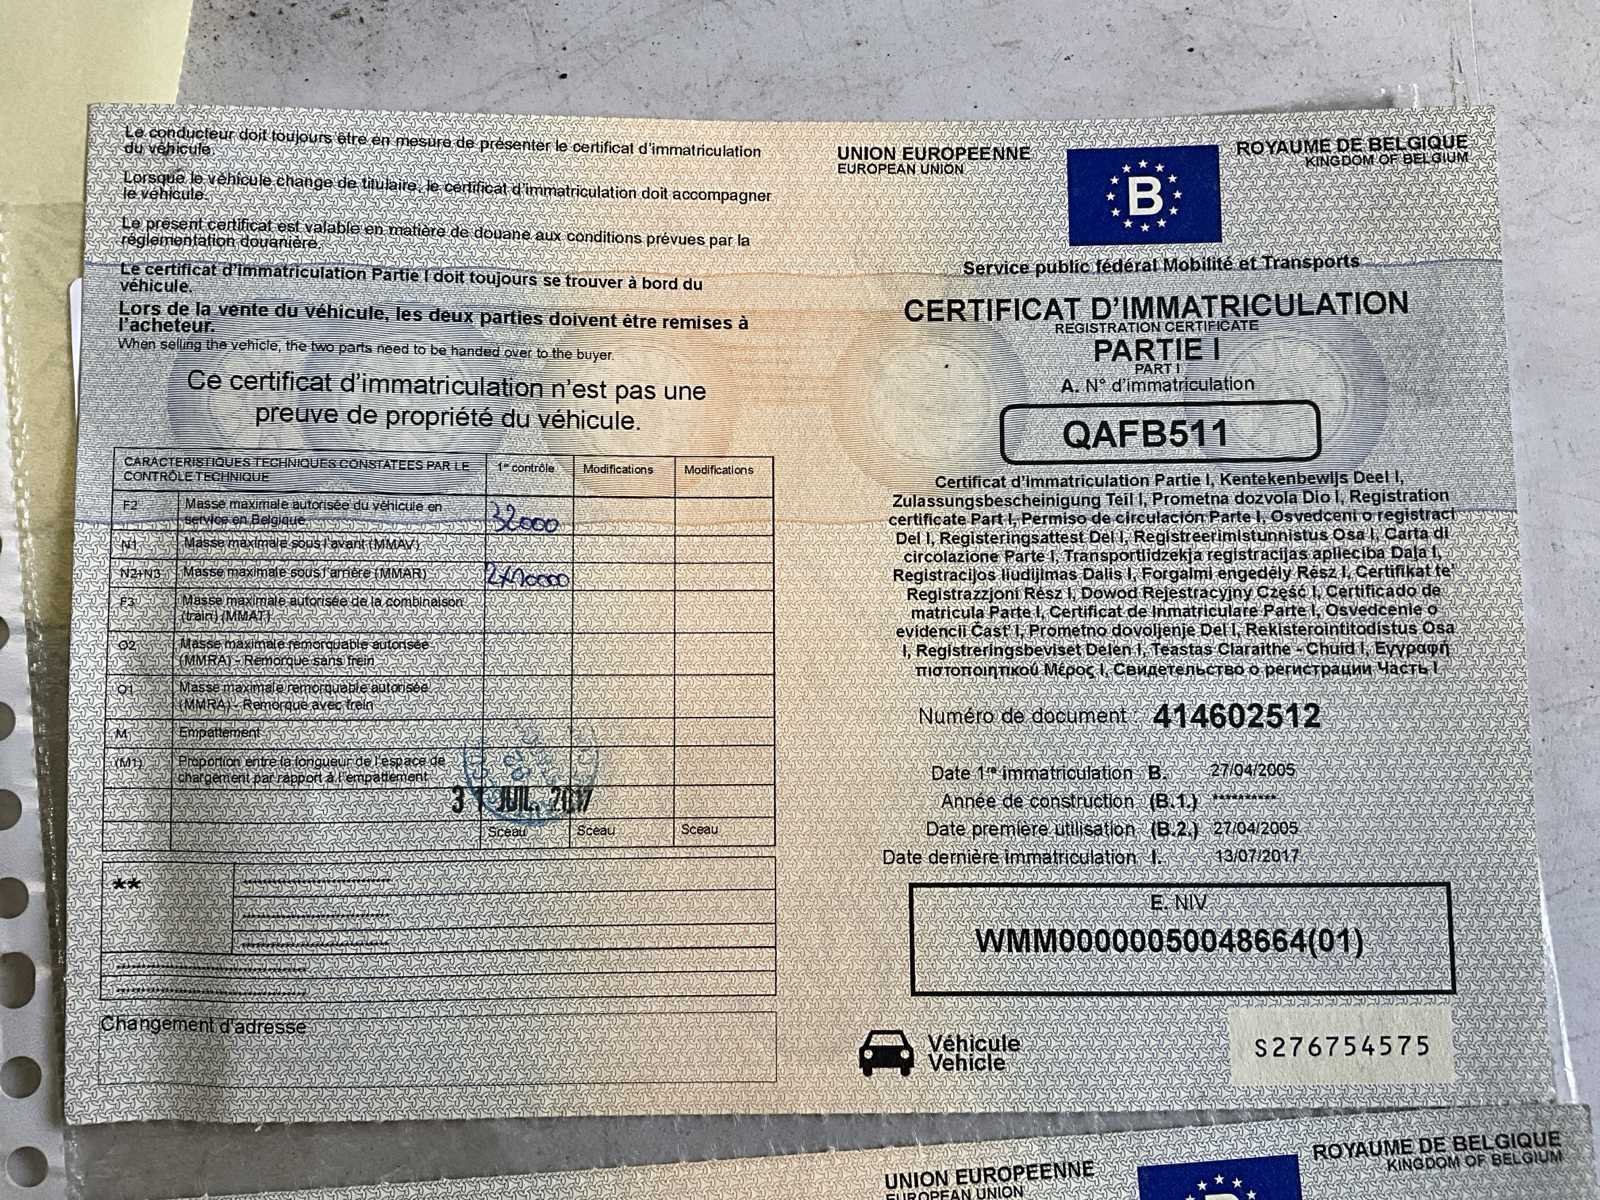 Le conducteur doit toujours être en mesure de présenter le certificat d'immatriculation
du véhicule.
Lorsque le véhicule change de titulaire, le certificat d'immatriculation doit accompagner
le véhicule.
Le présent certificat est valable en matière de douane aux conditions prévues par la
réglementation douanière.
Le certificat d'immatriculation Partie I doit toujours se trouver à bord du
véhicule.
Lors de la vente du véhicule, les deux parties doivent être remises à
l'acheteur.
When selling the vehicle, the two parts need to be handed over to the buyer.
Ce certificat d'immatriculation n'est pas une
preuve de propriété du véhicule.
CARACTERISTIQUES TECHNIQUES CONSTATEES PAR LE
CONTRÔLE TECHNIQUE
1er contrôle
Modifications
Modifications
F2
Masse maximale autorisée du véhicule en
service en Belgique
32000
N1
Masse maximale sous l'avant (MMAV)
N2+N3
Masse maximale sous l'arrière (MMAR)
2x10000
F3
Masse maximale autorisée de la combinaison
(train) (MMAT)
O2
Masse maximale remorquable autorisée
(MMRA) - Remorque sans frein
O1
Masse maximale remorquable autorisée
(MMRA) - Remorque avec frein
M
Empattement
(M1)
Proportion entre la longueur de l'espace de
chargement par rapport à l'empattement
31 JUIL. 2017
Sceau
Sceau
Sceau
**
Changement d'adresse
UNION EUROPEENNE
EUROPEAN UNION
B
ROYAUME DE BELGIQUE
KINGDOM OF BELGIUM
Service public fédéral Mobilité et Transports
CERTIFICAT D'IMMATRICULATION
REGISTRATION CERTIFICATE
PARTIE I
PART I
A. N° d'immatriculation
QAFB511
Certificat d'immatriculation Partie I, Kentekenbewijs Deel I,
Zulassungsbescheinigung Teil I, Prometna dozvola Dio I, Registration
certificate Part I, Permiso de circulación Parte I, Osvedceni o registraci
Del I, Registeringsattest Del I, Registreerimistunnistus Osa I, Carta di
circolazione Parte I, Transportlidzekja registracijas apliecība Daļa I,
Registracijos liudijimas Dalis I, Forgalmi engedély Rész I, Certifikat te'
Registrazzjoni Rész I, Dowod Rejestracyjny Część I, Certificado de
matricula Parte I, Certificat de Inmatriculare Parte I, Osvedcenie o
evidencii Časť I, Prometno dovoljenje Del I, Rekisterointitodistus Osa
I, Registreringsbeviset Delen I, Teastas Claraithe - Chuid I, Εγγραφή
πιστοποιητικού Μέρος I, Свидетельство о регистрации Часть I
Numéro de document : 414602512
Date 1re immatriculation B. 27/04/2005
Année de construction (B.1.) **********
Date première utilisation (B.2.) 27/04/2005
Date dernière immatriculation I. 13/07/2017
E. NIV
WMM00000050048664(01)
Véhicule
Vehicle
S276754575
UNION EUROPEENNE
EUROPEAN UNION
ROYAUME DE BELGIQUE
KINGDOM OF BELGIUM